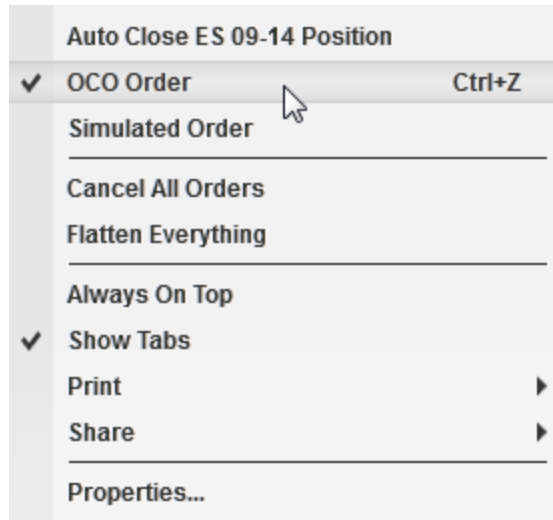 Auto Close ES 09-14 Position
OCO Order Ctrl+Z
Simulated Order
Cancel All Orders
Flatten Everything
Always On Top
Show Tabs
Print
Share
Properties...